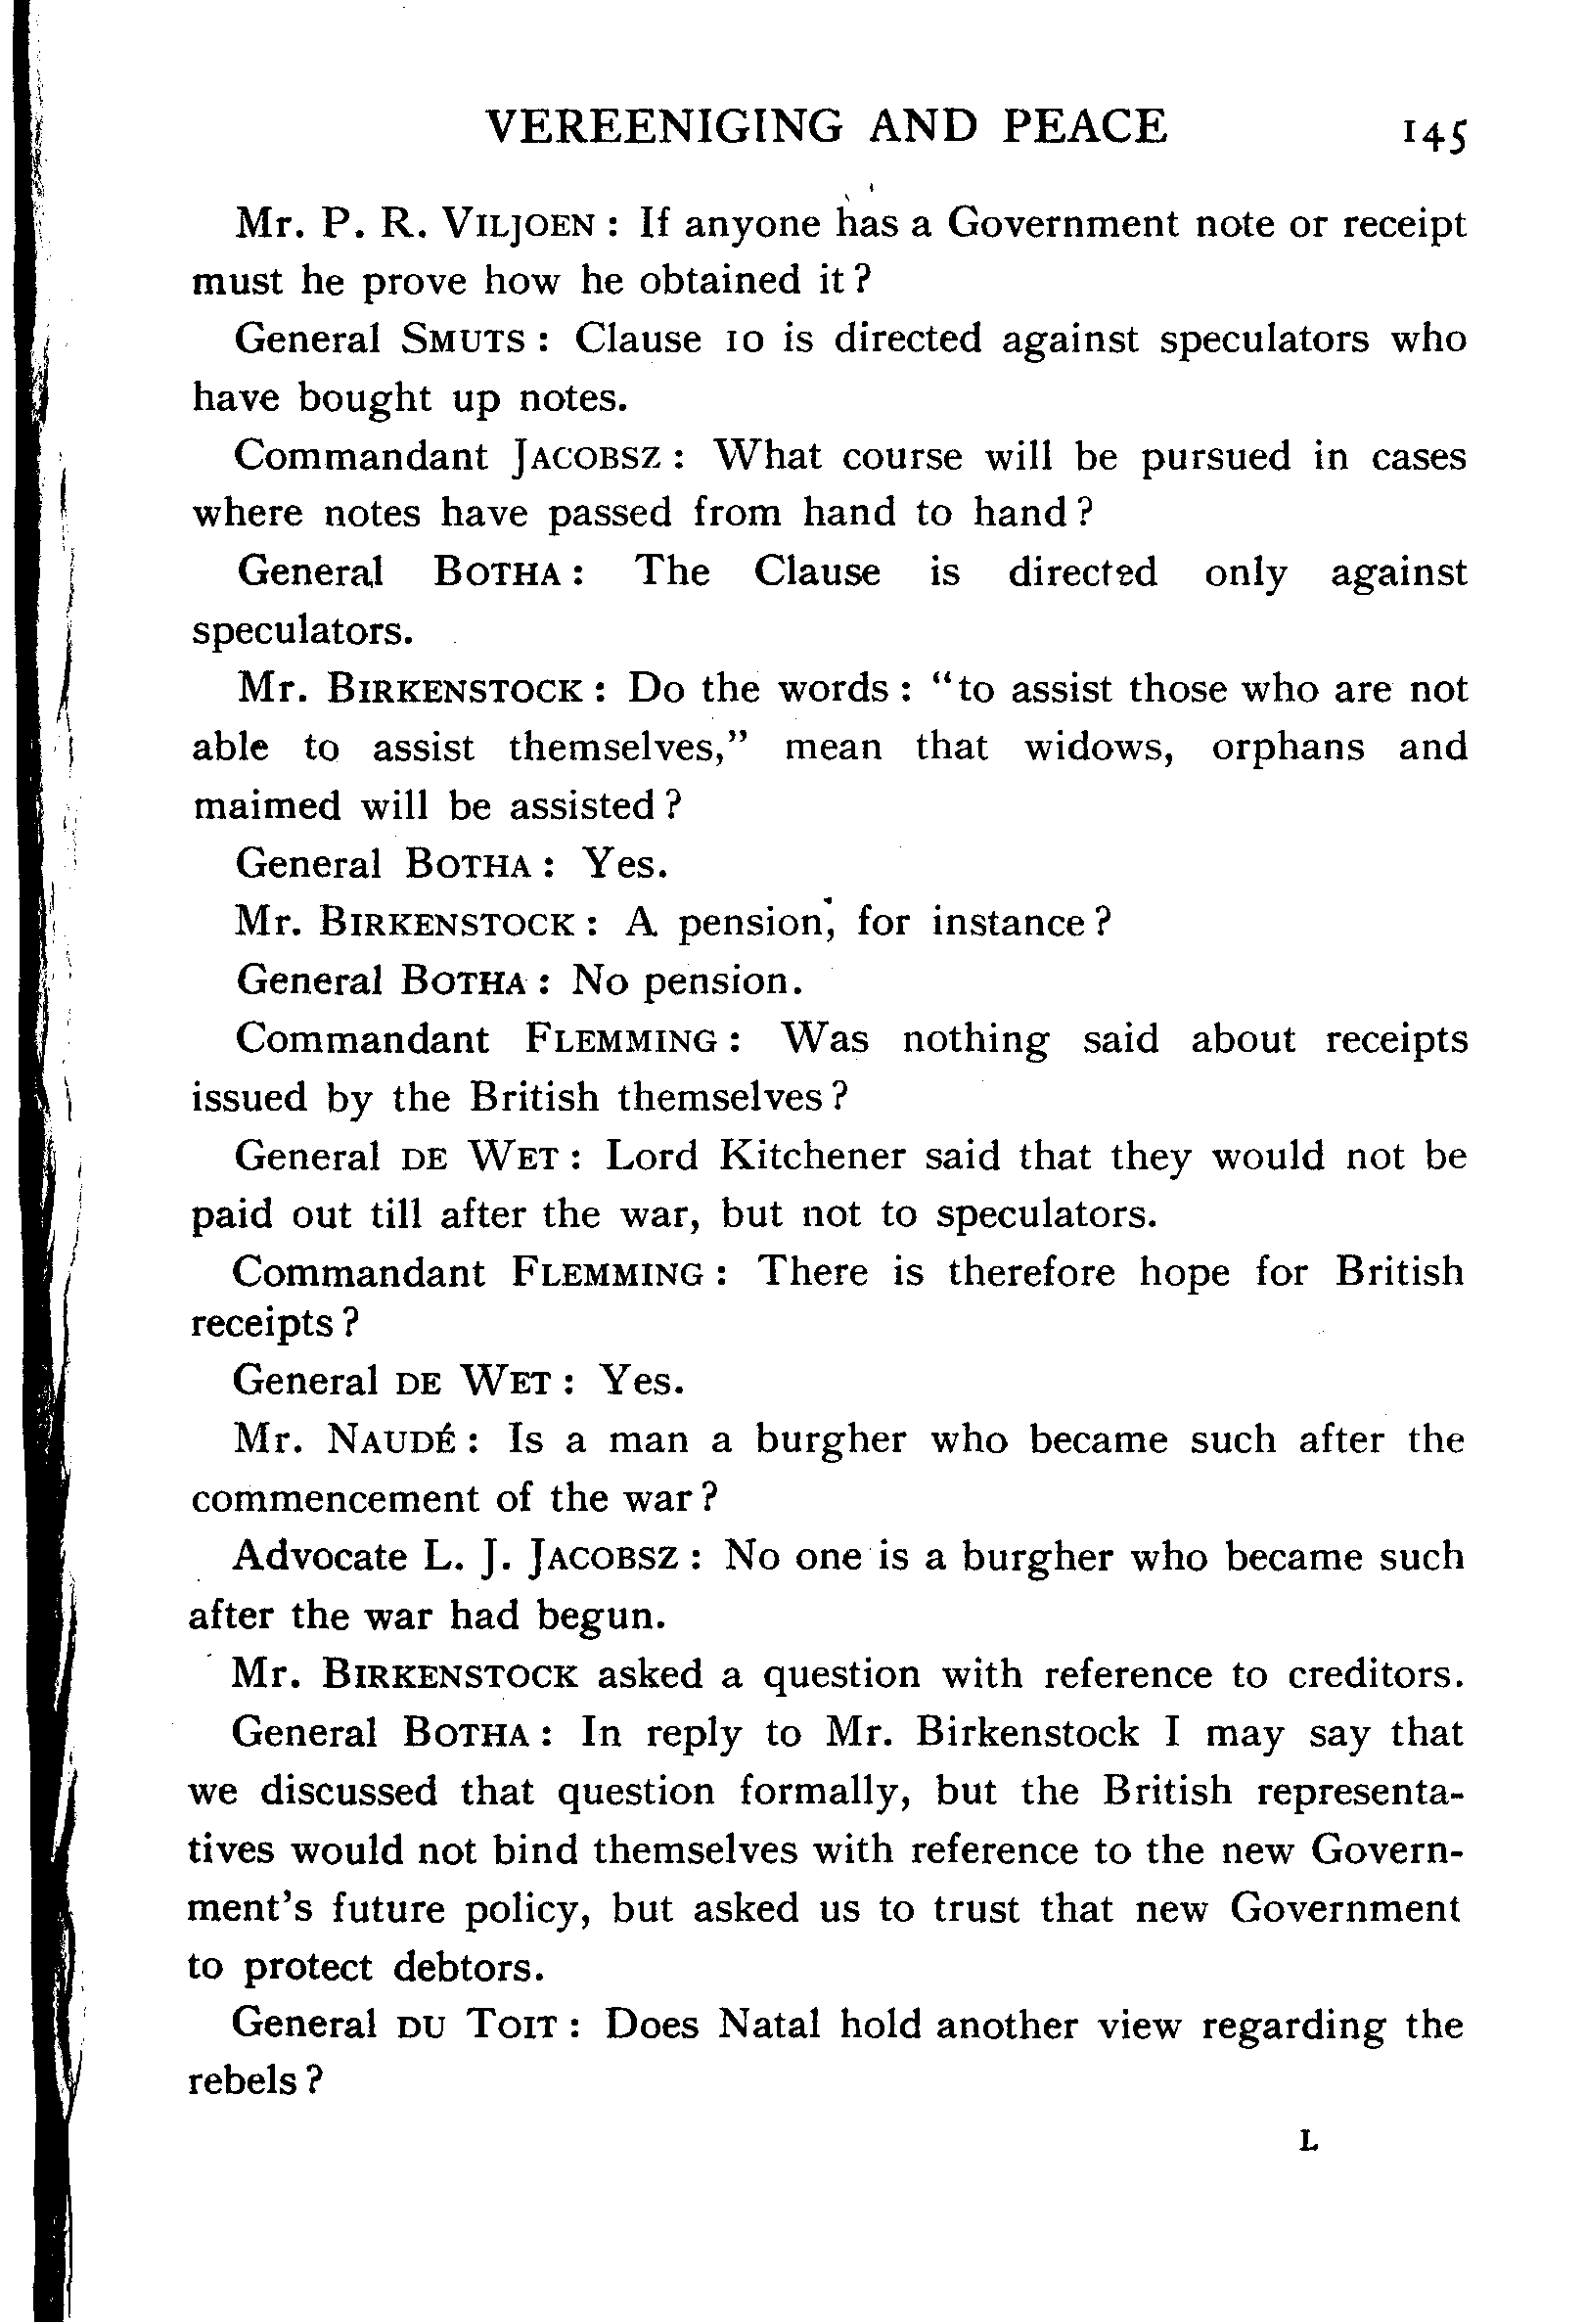 VEREENIGING AND PEACE 145
Mr. P. R. VILJOEN : If anyone has a Government note or receipt
must he prove how he obtained it ?
General SMUTS : Clause 10 is directed against speculators who
have bought up notes.
Commandant JACOBSZ : What course will be pursued in cases
where notes have passed from hand to hand ?
General BOTHA : The Clause is directed only against
speculators.
Mr. BIRKENSTOCK : Do the words : "to assist those who are not
able to assist themselves," mean that widows, orphans and
maimed will be assisted ?
General BOTHA : Yes.
Mr. BIRKENSTOCK : A pension, for instance ?
General BOTHA : No pension.
Commandant FLEMMING : Was nothing said about receipts
issued by the British themselves ?
General DE WET : Lord Kitchener said that they would not be
paid out till after the war, but not to speculators.
Commandant FLEMMING : There is therefore hope for British
receipts ?
General DE WET : Yes.
Mr. NAUDÉ : Is a man a burgher who became such after the
commencement of the war ?
Advocate L. J. JACOBSZ : No one is a burgher who became such
after the war had begun.
Mr. BIRKENSTOCK asked a question with reference to creditors.
General BOTHA : In reply to Mr. Birkenstock I may say that
we discussed that question formally, but the British representa-
tives would not bind themselves with reference to the new Govern-
ment's future policy, but asked us to trust that new Government
to protect debtors.
General DU TOIT : Does Natal hold another view regarding the
rebels ?
L